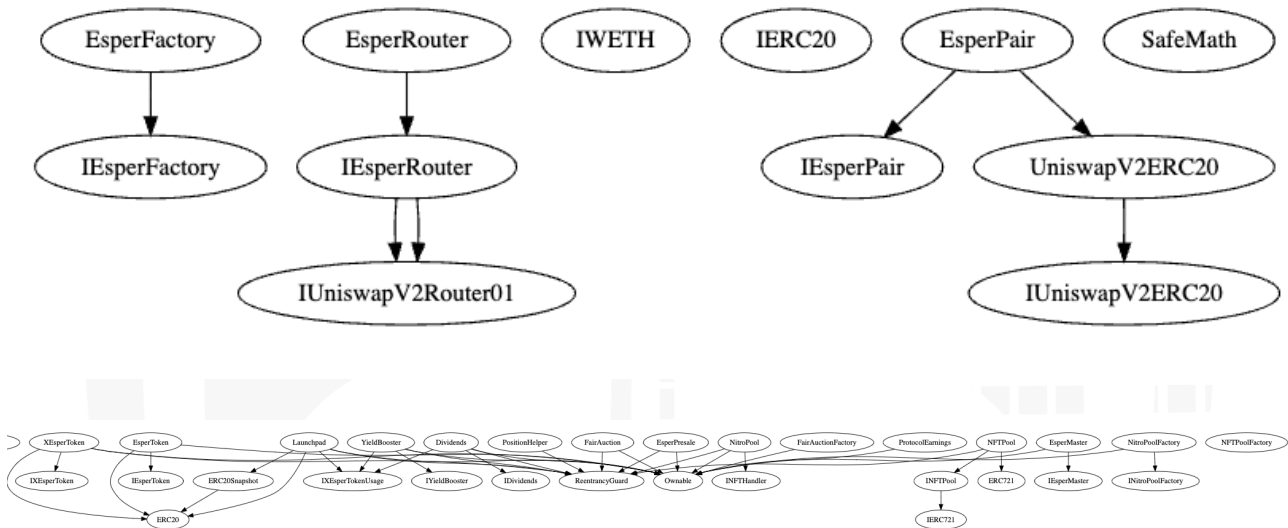 EsperFactory EsperRouter IWETH IERC20 EsperPair SafeMath
IEsperFactory IEsperRouter IEsperPair UniswapV2ERC20
IUniswapV2Router01 IUniswapV2ERC20
XEsperToken EsperToken Launchpad YieldBooster Dividends PositionHelper FairAuction EsperPresale NitroPool FairAuctionFactory ProtocolEarnings NFTPool EsperMaster NitroPoolFactory NFTPoolFactory
IXEsperToken IEsperToken ERC20Snapshot IXEsperTokenUsage IYieldBooster IDividends ReentrancyGuard Ownable INFTHandler INFTPool ERC721 IEsperMaster INitroPoolFactory
ERC20 IERC721